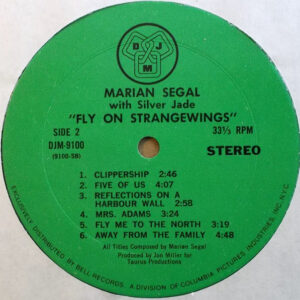 DJM
MARIAN SEGAL
with Silver Jade
"FLY ON STRANGEWINGS"
SIDE 2
33⅓ RPM
DJM-9100
(9100-SB)
STEREO
1. CLIPPERSHIP 2:46
2. FIVE OF US 4:07
3. REFLECTIONS ON A
HARBOUR WALL 2:58
4. MRS. ADAMS 3:24
5. FLY ME TO THE NORTH 3:19
6. AWAY FROM THE FAMILY 4:48
All Titles Composed by Marian Segal
Produced by Jon Miller for
Taurus-Productions
EXCLUSIVELY DISTRIBUTED BY BELL RECORDS, A DIVISION OF COLUMBIA PICTURES INDUSTRIES, INC. N.Y.C.